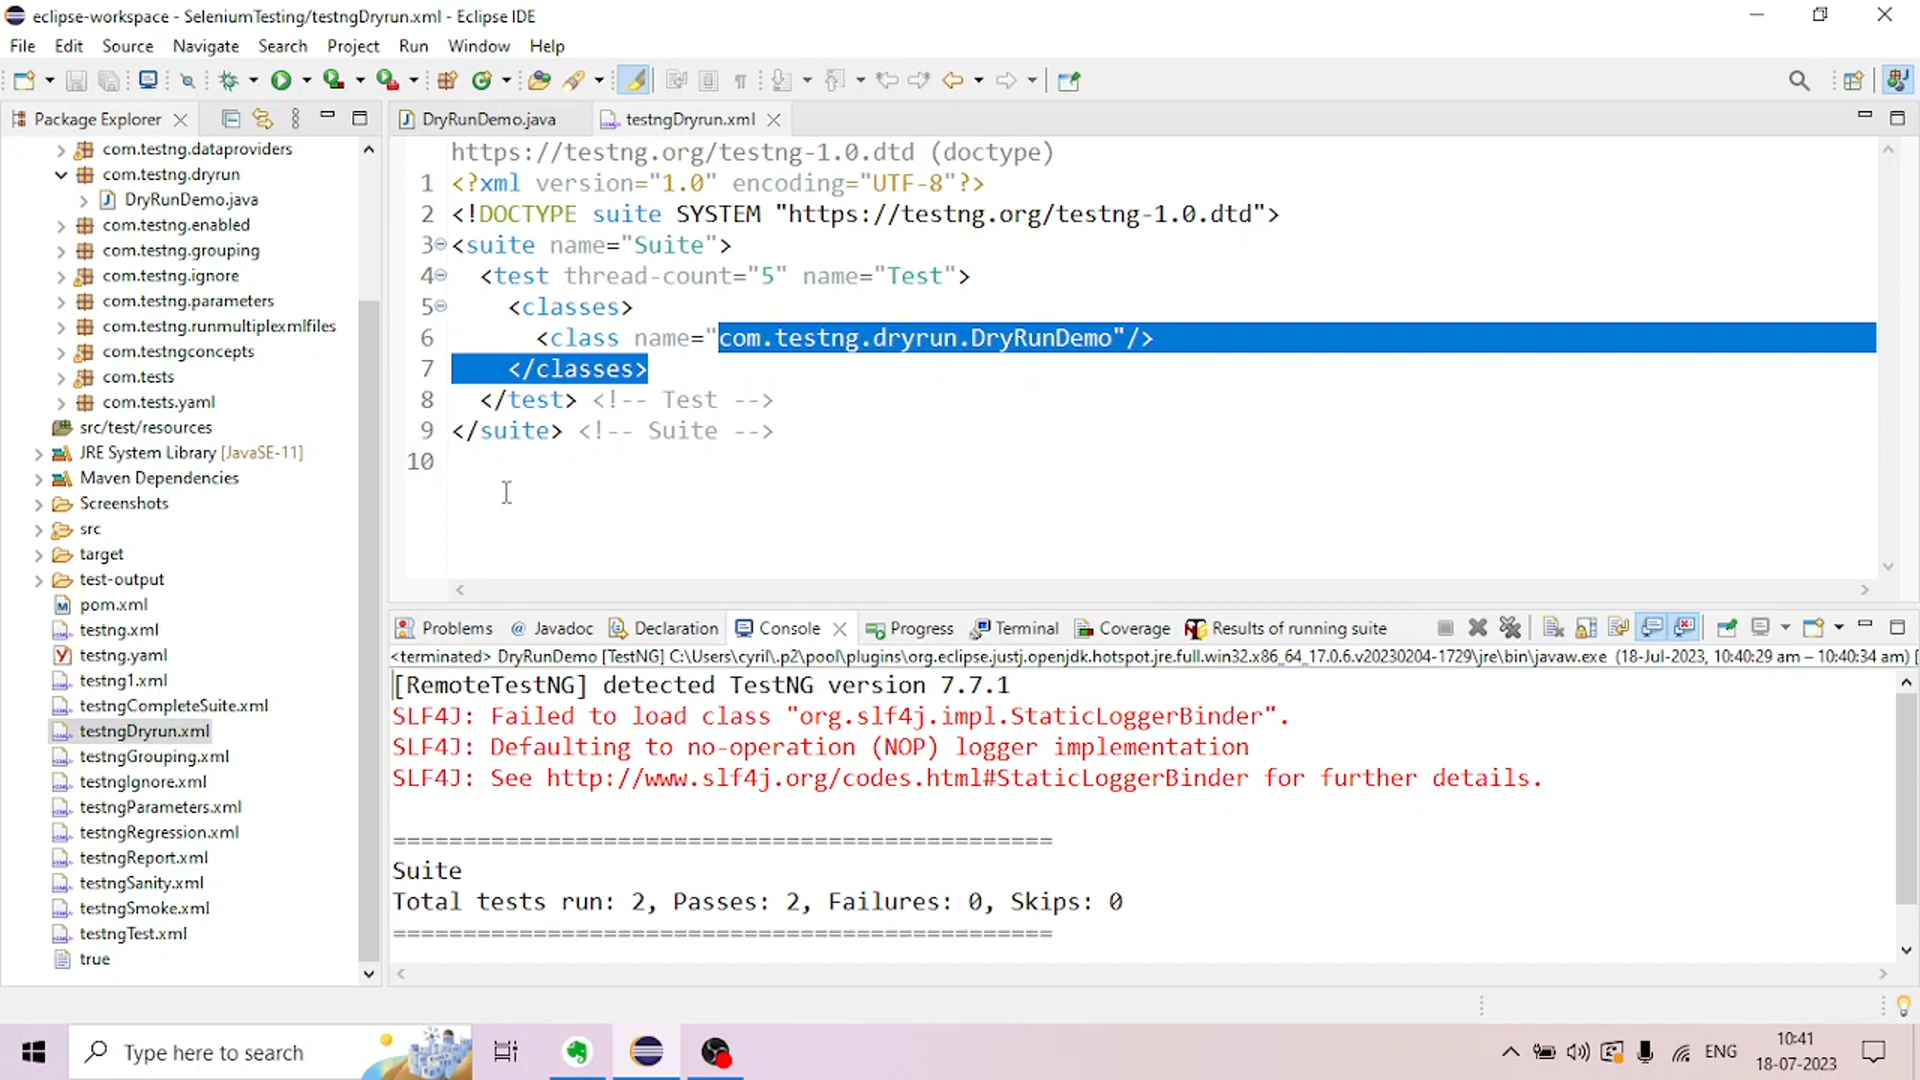 eclipse-workspace - SeleniumTesting/testngDryrun.xml - Eclipse IDE
File Edit Source Navigate Search Project Run Window Help
Package Explorer
com.testng.dataproviders
com.testng.dryrun
DryRunDemo.java
com.testng.enabled
com.testng.grouping
com.testng.ignore
com.testng.parameters
com.testng.runmultiplexmlfiles
com.testngconcepts
com.tests
com.tests.yaml
src/test/resources
JRE System Library [JavaSE-11]
Maven Dependencies
Screenshots
src
target
test-output
pom.xml
testng.xml
testng.yaml
testng1.xml
testngCompleteSuite.xml
testngDryrun.xml
testngGrouping.xml
testngIgnore.xml
testngParameters.xml
testngRegression.xml
testngReport.xml
testngSanity.xml
testngSmoke.xml
testngTest.xml
true
DryRunDemo.java testngDryrun.xml
https://testng.org/testng-1.0.dtd (doctype)
1 <?xml version="1.0" encoding="UTF-8"?>
2 <!DOCTYPE suite SYSTEM "https://testng.org/testng-1.0.dtd">
3 <suite name="Suite">
4 <test thread-count="5" name="Test">
5 <classes>
6 <class name="com.testng.dryrun.DryRunDemo"/>
7 </classes>
8 </test> <!-- Test -->
9 </suite> <!-- Suite -->
10
Problems @ Javadoc Declaration Console Progress Terminal Coverage Results of running suite
<terminated> DryRunDemo [TestNG] C:\Users\cyril\.p2\pool\plugins\org.eclipse.justj.openjdk.hotspot.jre.full.win32.x86_64_17.0.6.v20230204-1729\jre\bin\javaw.exe (18-Jul-2023, 10:40:29 am – 10:40:34 am) [
[RemoteTestNG] detected TestNG version 7.7.1
SLF4J: Failed to load class "org.slf4j.impl.StaticLoggerBinder".
SLF4J: Defaulting to no-operation (NOP) logger implementation
SLF4J: See http://www.slf4j.org/codes.html#StaticLoggerBinder for further details.
===============================================
Suite
Total tests run: 2, Passes: 2, Failures: 0, Skips: 0
===============================================
Type here to search
ENG
10:41
18-07-2023